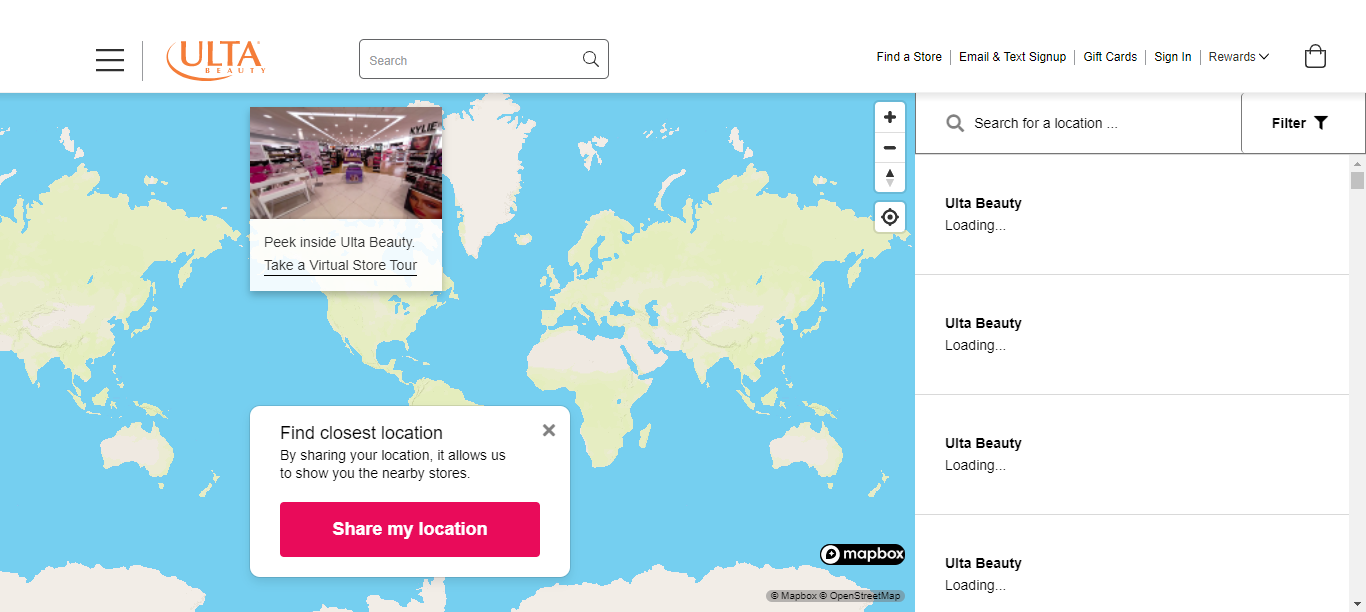 ULTA
BEAUTY
Search
Find a Store
Email & Text Signup
Gift Cards
Sign In
Rewards
KYLIE
Peek inside Ulta Beauty.
Take a Virtual Store Tour
Find closest location
By sharing your location, it allows us
to show you the nearby stores.
Share my location
mapbox
© Mapbox © OpenStreetMap
Search for a location ...
Filter
Ulta Beauty
Loading...
Ulta Beauty
Loading...
Ulta Beauty
Loading...
Ulta Beauty
Loading...